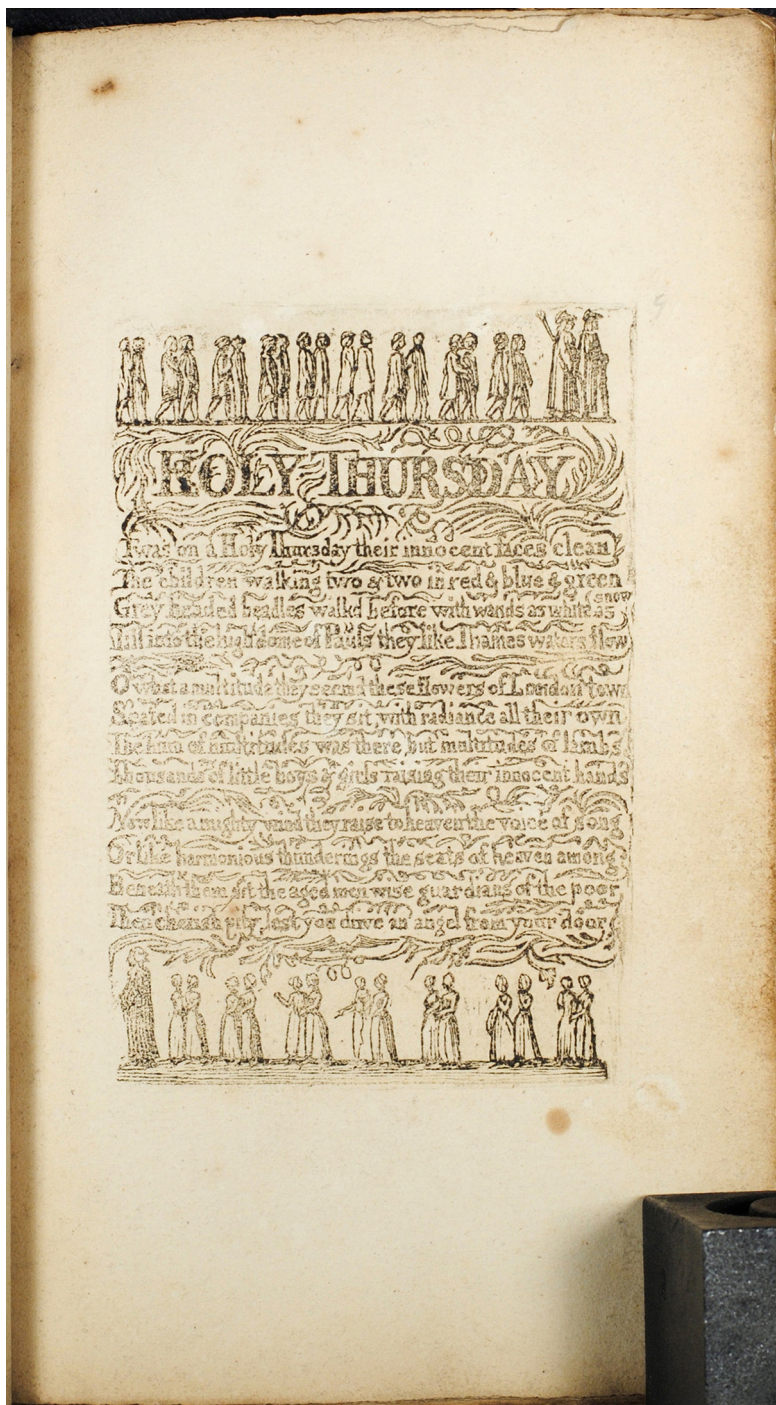 HOLY THURSDAY
Twas on a Holy Thursday their innocent faces clean
The children walking two & two in red & blue & green
Grey headed beadles walkd before with wands as white as snow
Till into the high dome of Pauls they like Thames waters flow
O what a multitude they seemd these flowers of London town
Seated in companies they sit with radiance all their own
The hum of multitudes was there but multitudes of lambs
Thousands of little boys & girls raising their innocent hands
Now like a mighty wind they raise to heaven the voice of song
Or like harmonious thunderings the seats of heaven among
Beneath them sit the aged men wise guardians of the poor
Then cherish pity, lest you drive an angel from your door